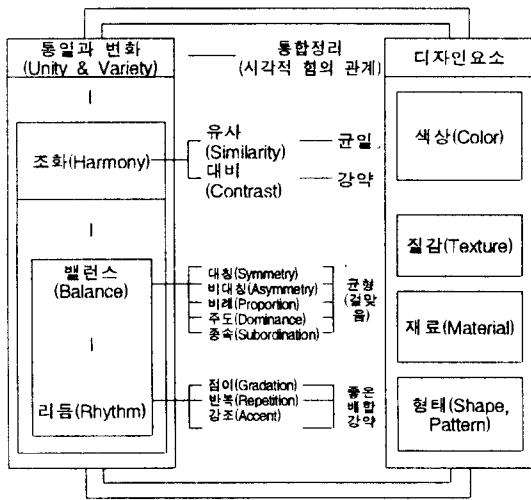 통일과 변화
(Unity & Variety)
통합정리
(시각적 협의 관계)
디자인요소
조화(Harmony)
유사
(Similarity)
균일
대비
(Contrast)
강약
색상(Color)
밸런스
(Balance)
대칭(Symmetry)
비대칭(Asymmetry)
비례(Proportion)
주도(Dominance)
종속(Subordination)
균형
(걸맞
음)
질감(Texture)
재료(Material)
리듬(Rhythm)
점이(Gradation)
반복(Repetition)
강조(Accent)
좋은
배합
강약
형태(Shape,
Pattern)